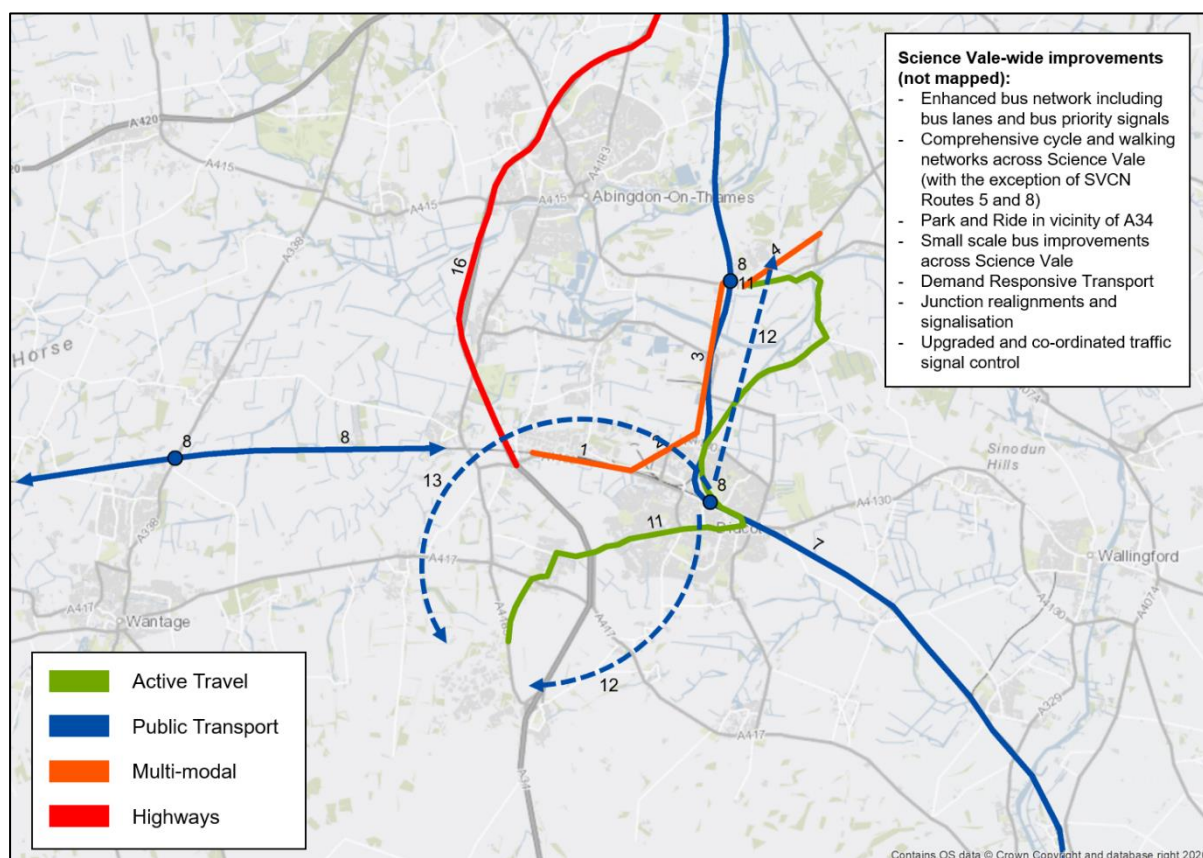 Science Vale-wide improvements
(not mapped):
- Enhanced bus network including
bus lanes and bus priority signals
- Comprehensive cycle and walking
networks across Science Vale
(with the exception of SVCN
Routes 5 and 8)
- Park and Ride in vicinity of A34
- Small scale bus improvements
across Science Vale
- Demand Responsive Transport
- Junction realignments and
signalisation
- Upgraded and co-ordinated traffic
signal control
A420
A415
A4183
A415
Abingdon-On-Thames
A415
A338
16
8
11
4
12
3
Horse
8
8
1
2
13
8
11
7
Sinodun
Hills
A4074
A4130
Wallingford
A4130
A4074
A338
A417
A417
Wantage
A417
12
A34
A417
A329
Active Travel
Public Transport
Multi-modal
Highways
Contains OS data © Crown Copyright and database right 2020